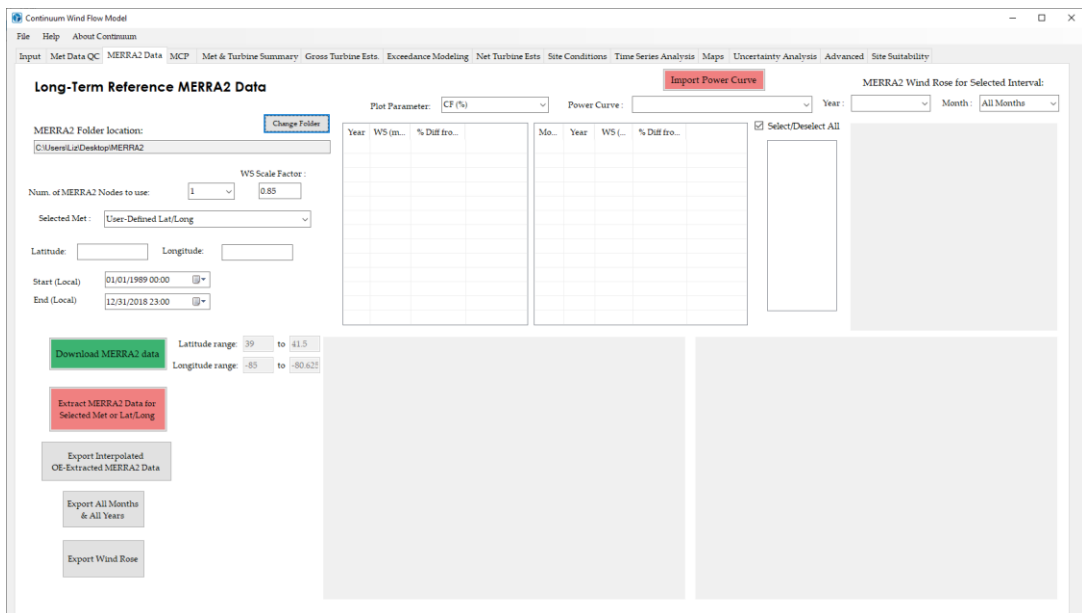 Continuum Wind Flow Model
File Help About Continuum
Input Met Data QC MERRA2 Data MCP Met & Turbine Summary Gross Turbine Ests. Exceedance Modeling Net Turbine Ests Site Conditions Time Series Analysis Maps Uncertainty Analysis Advanced Site Suitability
Long-Term Reference MERRA2 Data
Import Power Curve
MERRA2 Wind Rose for Selected Interval:
Plot Parameter: CF (%)
Power Curve :
Year :
Month : All Months
MERRA2 Folder location:
Change Folder
C:\Users\Liz\Desktop\MERRA2
Year WS (m... % Diff fro...
Mo... Year WS (... % Diff fro...
Select/Deselect All
WS Scale Factor :
Num. of MERRA2 Nodes to use: 1 0.85
Selected Met : User-Defined Lat/Long
Latitude: Longitude:
Start (Local) 01/01/1989 00:00
End (Local) 12/31/2018 23:00
Download MERRA2 data
Latitude range: 39 to 41.5
Longitude range: -85 to -80.625
Extract MERRA2 Data for
Selected Met or Lat/Long
Export Interpolated
OE-Extracted MERRA2 Data
Export All Months
& All Years
Export Wind Rose